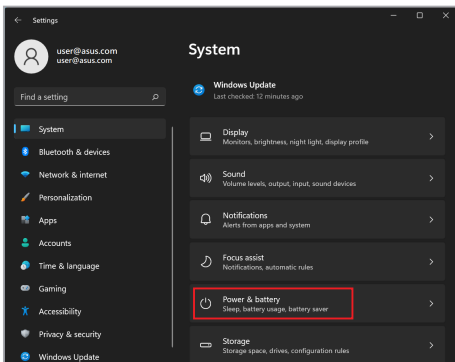 Settings
user@asus.com
user@asus.com
Find a setting
System
Bluetooth & devices
Network & internet
Personalization
Apps
Accounts
Time & language
Gaming
Accessibility
Privacy & security
Windows Update
System
Windows Update
Last checked: 12 minutes ago
Display
Monitors, brightness, night light, display profile
Sound
Volume levels, output, input, sound devices
Notifications
Alerts from apps and system
Focus assist
Notifications, automatic rules
Power & battery
Sleep, battery usage, battery saver
Storage
Storage space, drives, configuration rules